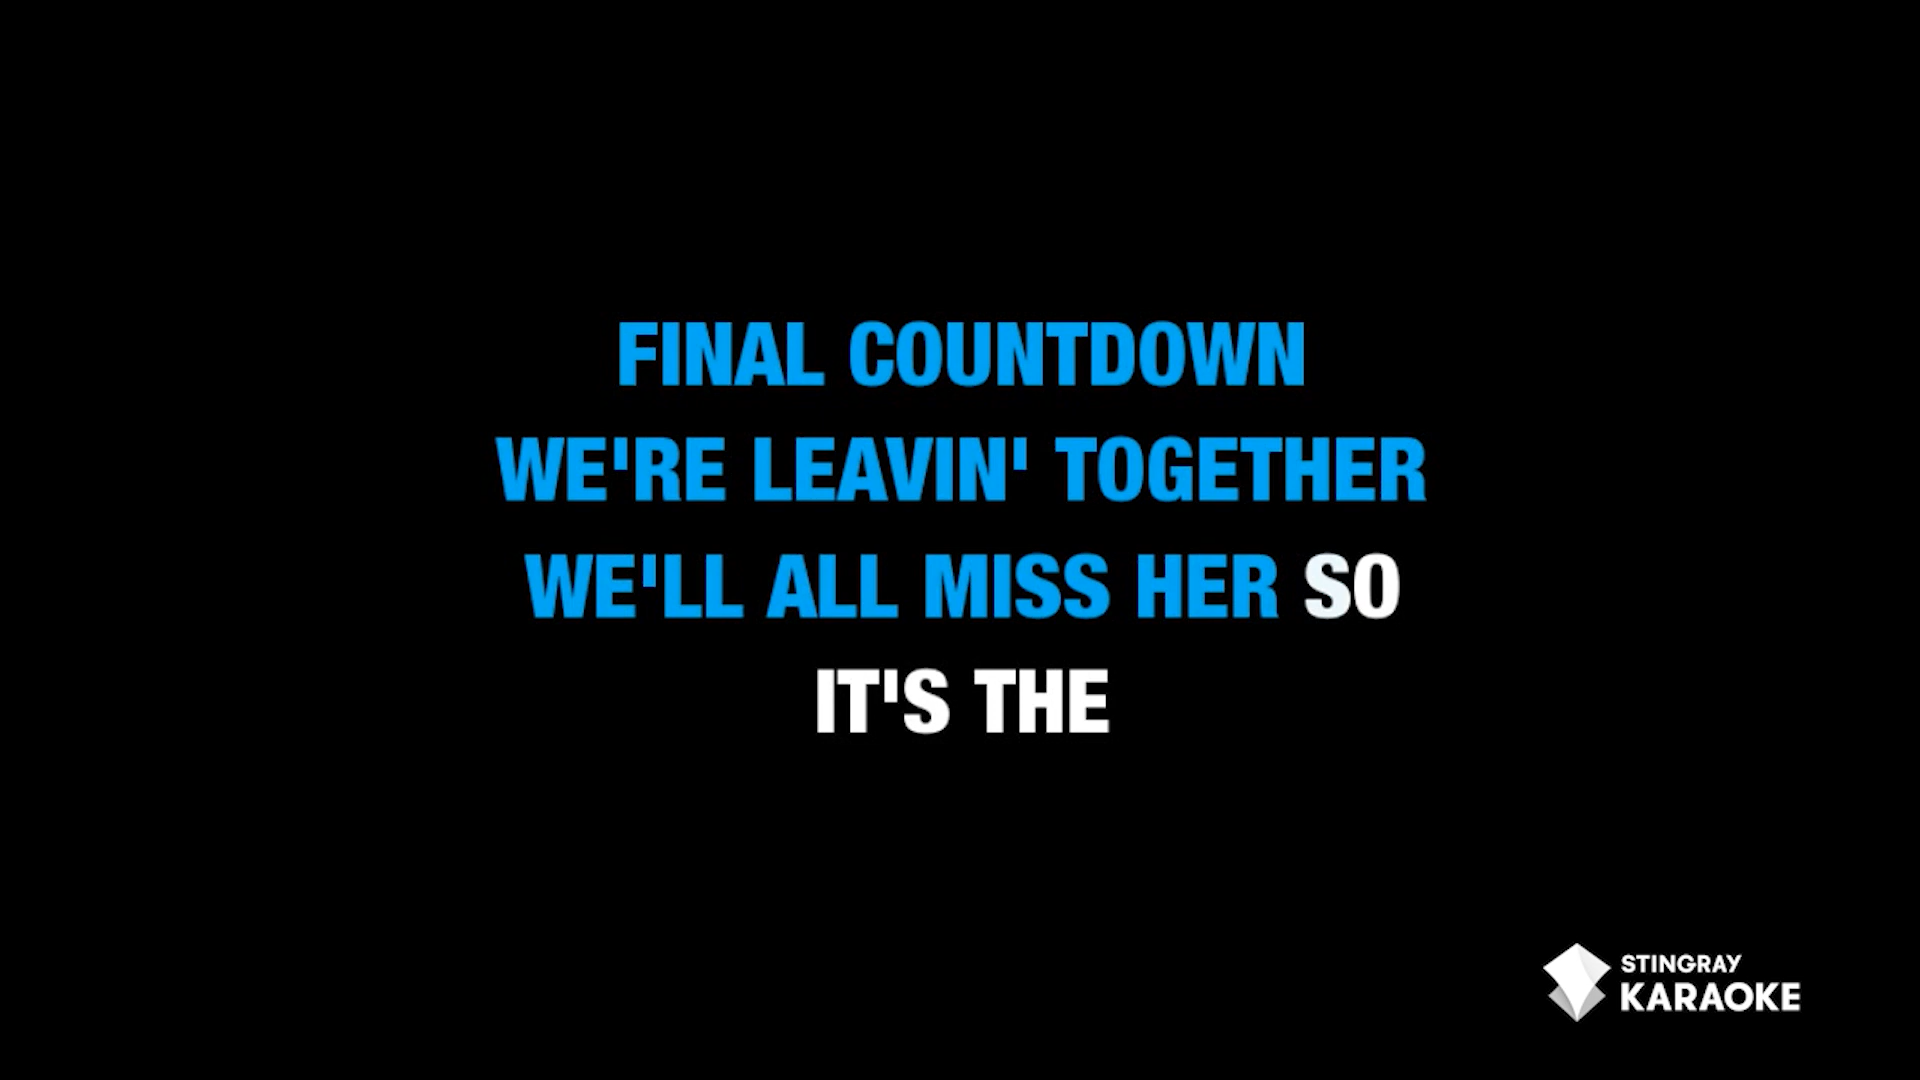 FINAL COUNTDOWN
WE'RE LEAVIN' TOGETHER
WE'LL ALL MISS HER SO
IT'S THE
STINGRAY
KARAOKE